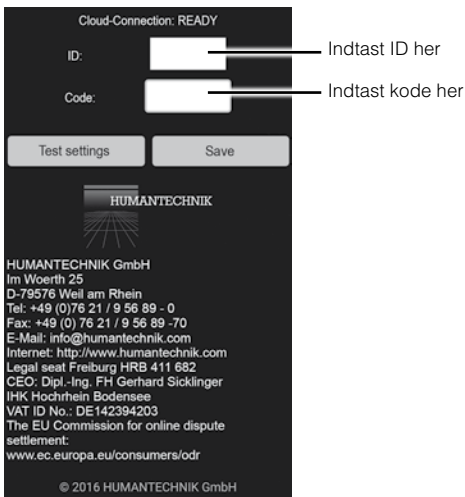 Cloud-Connection: READY
ID:
Indtast ID her
Code:
Indtast kode her
Test settings
Save
HUMANTECHNIK
HUMANTECHNIK GmbH
Im Woerth 25
D-79576 Weil am Rhein
Tel: +49 (0)76 21 / 9 56 89 - 0
Fax: +49 (0) 76 21 / 9 56 89 -70
E-Mail: info@humantechnik.com
Internet: http://www.humantechnik.com
Legal seat Freiburg HRB 411 682
CEO: Dipl.-Ing. FH Gerhard Sicklinger
IHK Hochrhein Bodensee
VAT ID No.: DE142394203
The EU Commission for online dispute
settlement:
www.ec.europa.eu/consumers/odr
© 2016 HUMANTECHNIK GmbH